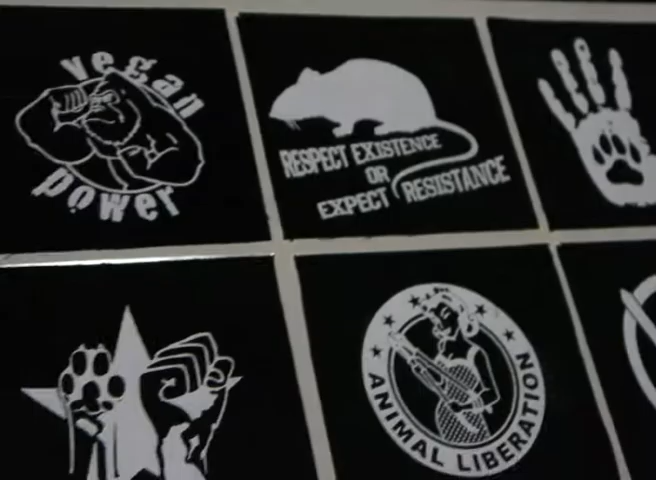 vegan
power
RESPECT EXISTENCE
OR
EXPECT RESISTANCE
ANIMAL LIBERATION